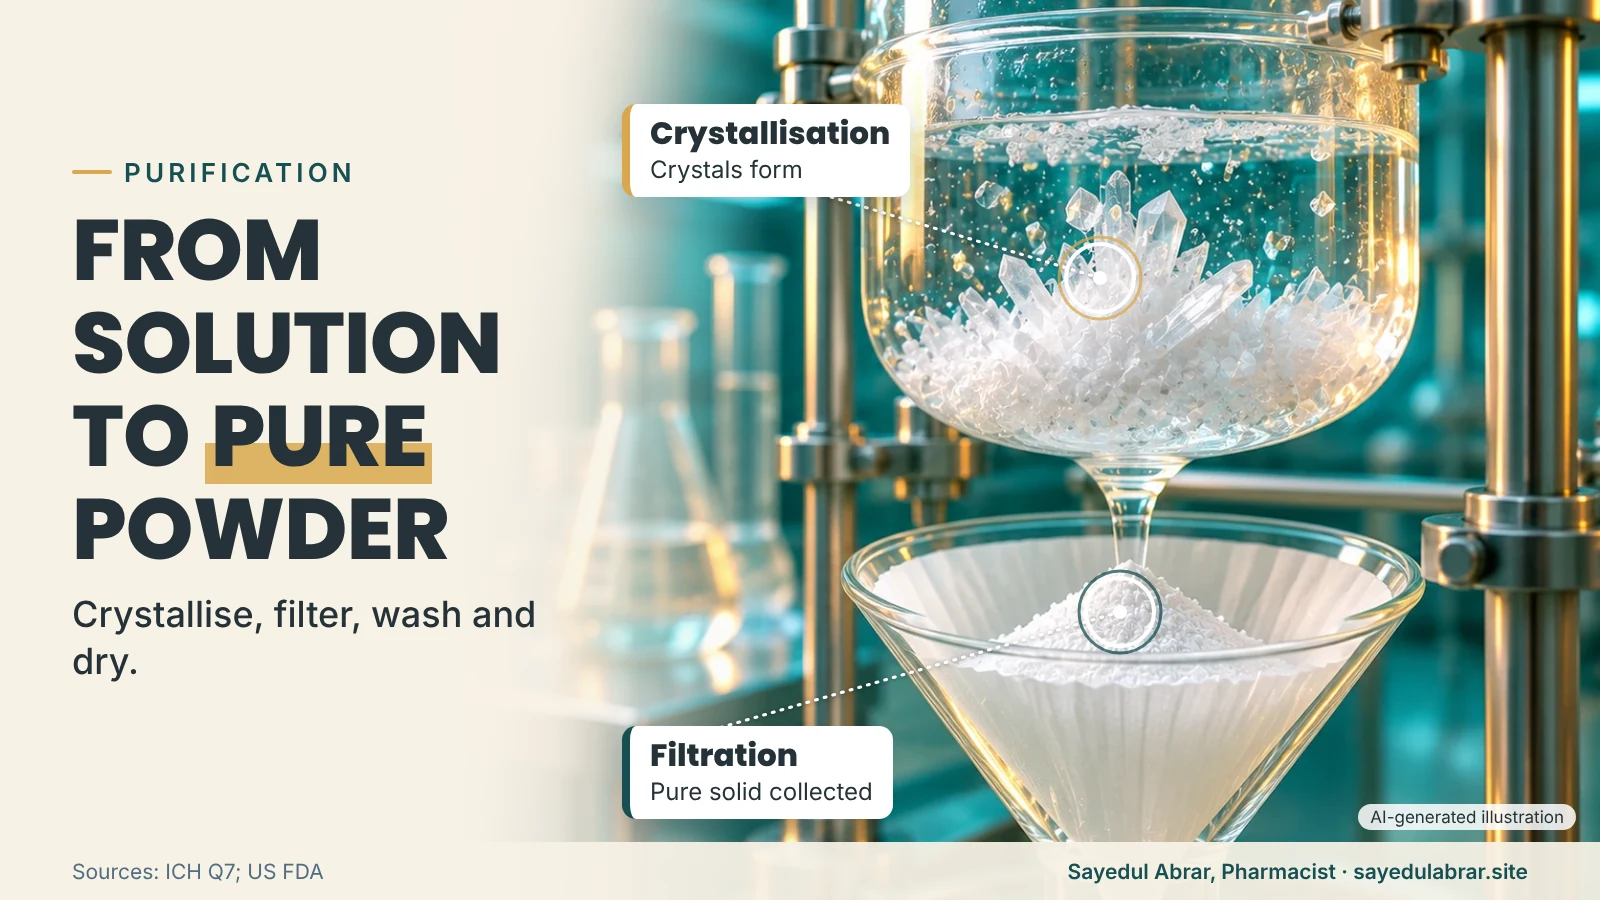 PURIFICATION
FROM
SOLUTION
TO PURE
POWDER
Crystallise, filter, wash and
dry.
Crystallisation
Crystals form
Filtration
Pure solid collected
AI-generated illustration
Sources: ICH Q7; US FDA
Sayedul Abrar, Pharmacist · sayedulabrar.site